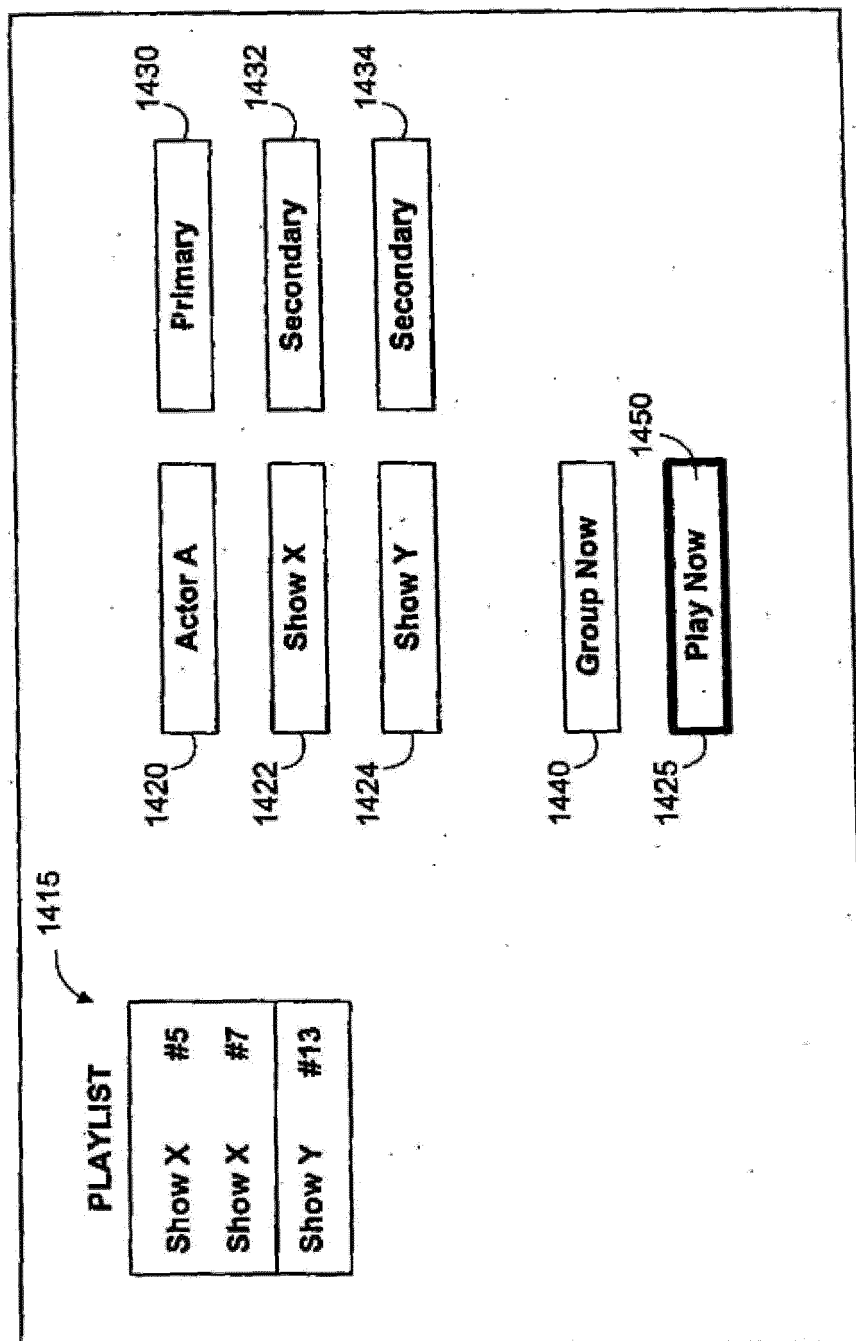 PLAYLIST
1415
Show X #5
Show X #7
Show Y #13
1420 Actor A Primary 1430
1422 Show X Secondary 1432
1424 Show Y Secondary 1434
1440 Group Now
1425 Play Now 1450